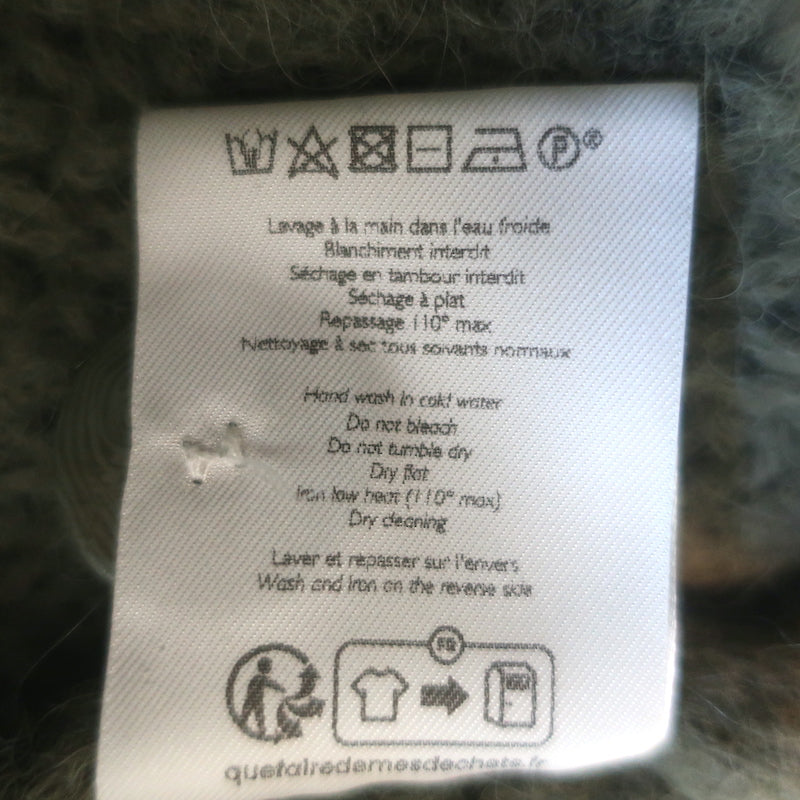 P®
Lavage à la main dans l'eau froide
Blanchiment interdit
Séchage en tambour interdit
Séchage à plat
Repassage 110° max
Nettoyage à sec tous solvants normaux
Hand wash in cold water
Do not bleach
Do not tumble dry
Dry flat
Iron low heat (110° max)
Dry cleaning
Laver et repasser sur l'envers
Wash and iron on the reverse side
FR
quefairedemesdechets.fr